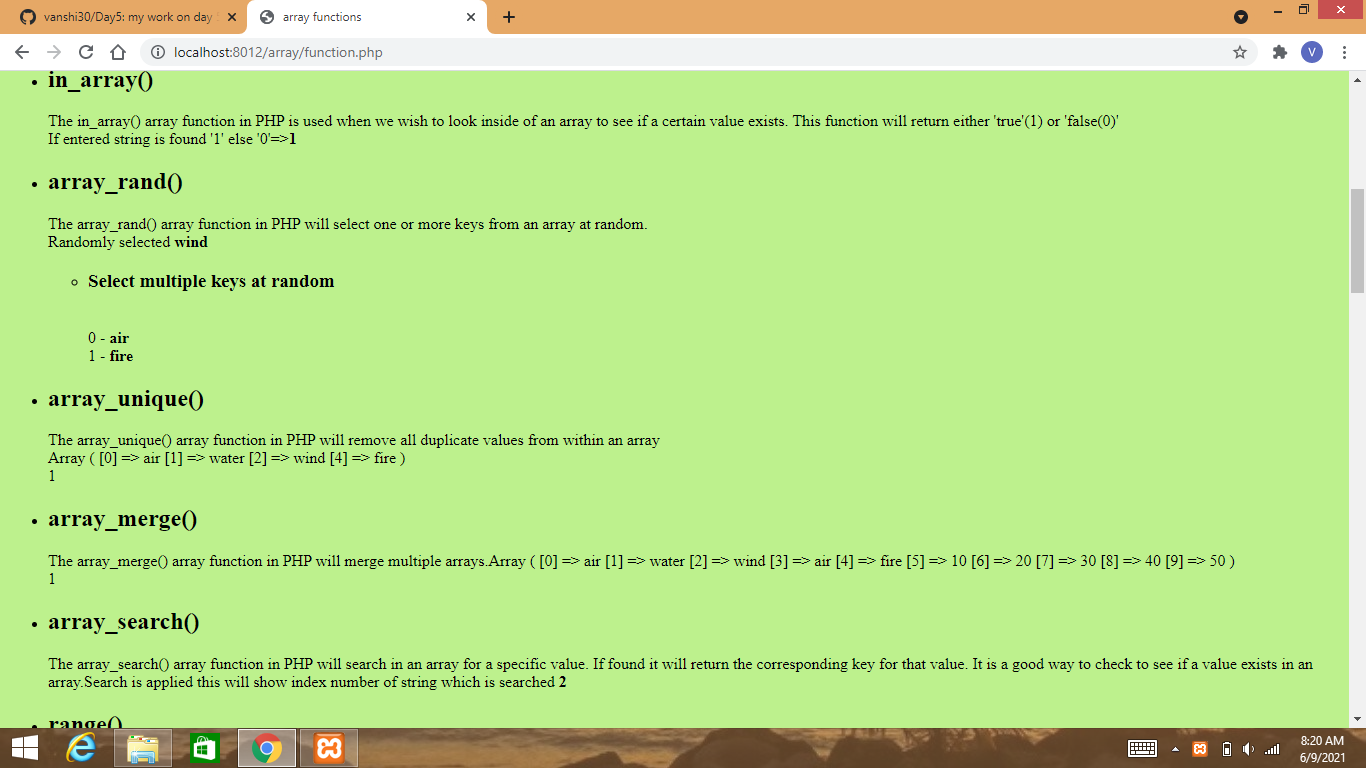 vanshi30/Day5: my work on day
array functions
localhost:8012/array/function.php
V
in_array()
The in_array() array function in PHP is used when we wish to look inside of an array to see if a certain value exists. This function will return either 'true'(1) or 'false(0)'
If entered string is found '1' else '0'=>1
array_rand()
The array_rand() array function in PHP will select one or more keys from an array at random.
Randomly selected wind
Select multiple keys at random
0 - air
1 - fire
array_unique()
The array_unique() array function in PHP will remove all duplicate values from within an array
Array ( [0] => air [1] => water [2] => wind [4] => fire )
1
array_merge()
The array_merge() array function in PHP will merge multiple arrays.Array ( [0] => air [1] => water [2] => wind [3] => air [4] => fire [5] => 10 [6] => 20 [7] => 30 [8] => 40 [9] => 50 )
1
array_search()
The array_search() array function in PHP will search in an array for a specific value. If found it will return the corresponding key for that value. It is a good way to check to see if a value exists in an
array.Search is applied this will show index number of string which is searched 2
range()
8:20 AM
6/9/2021